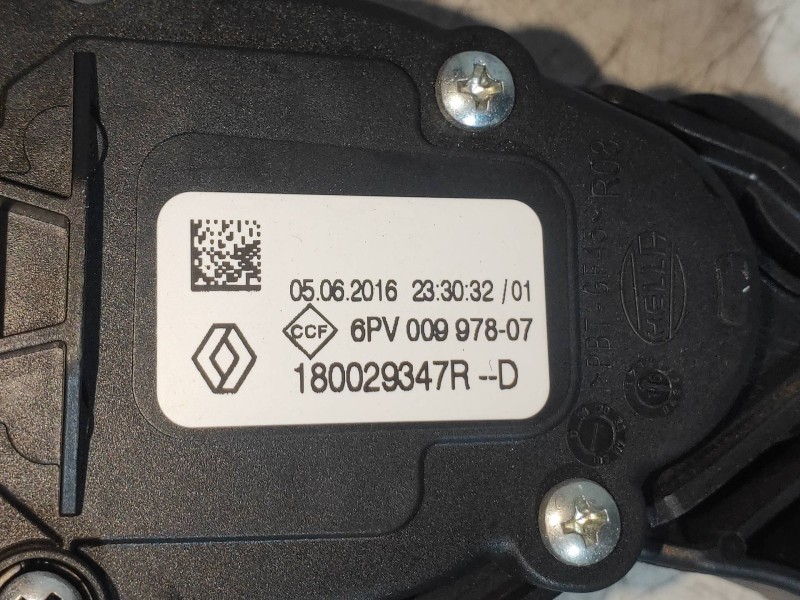 05.06.2016 23:30:32 /01
CCF 6PV 009 978-07
180029347R --D
HELLA